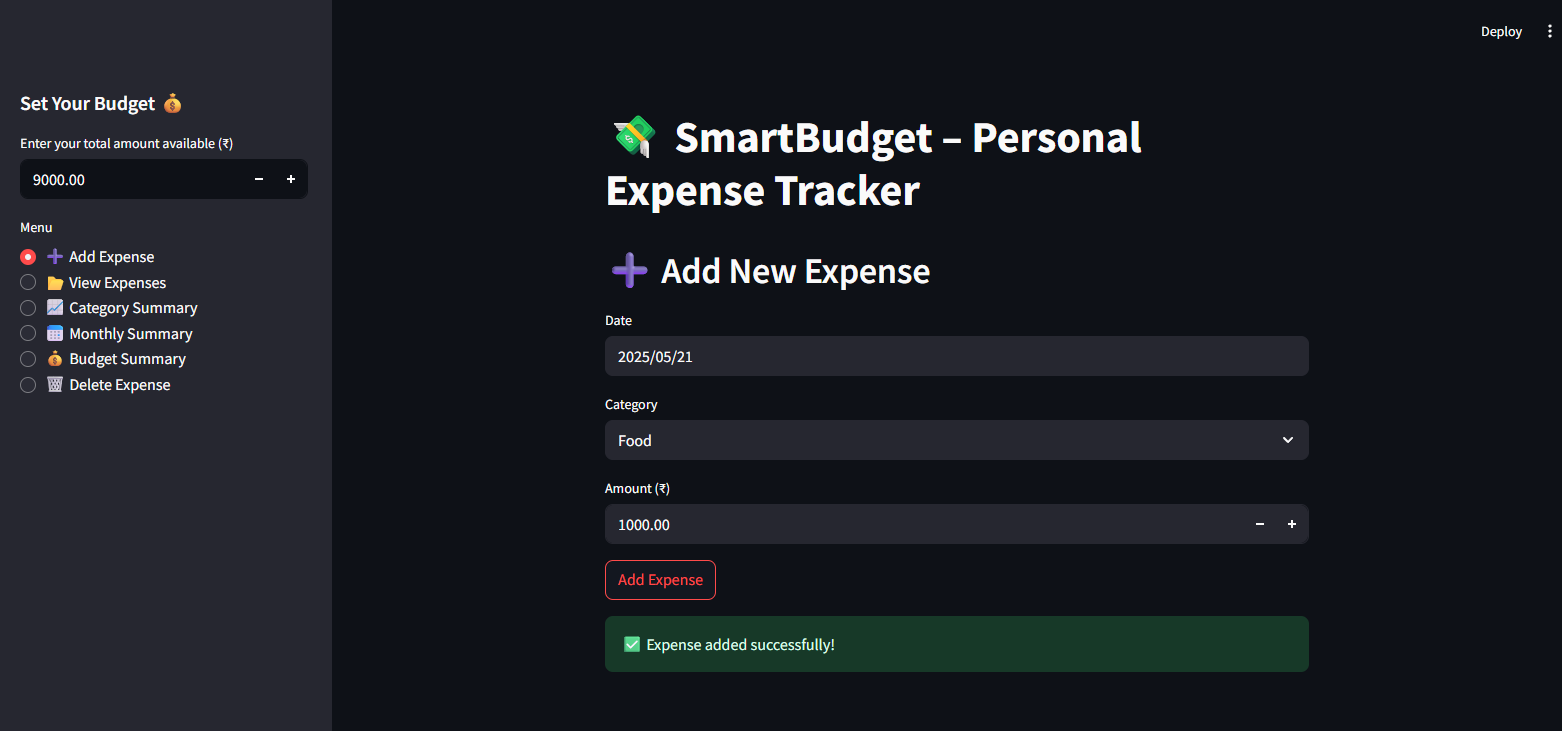 Deploy
Set Your Budget 💰
Enter your total amount available (₹)
9000.00
Menu
➕ Add Expense
📂 View Expenses
📈 Category Summary
📅 Monthly Summary
💰 Budget Summary
🗑️ Delete Expense
💸 SmartBudget – Personal
Expense Tracker
➕ Add New Expense
Date
2025/05/21
Category
Food
Amount (₹)
1000.00
Add Expense
✅ Expense added successfully!